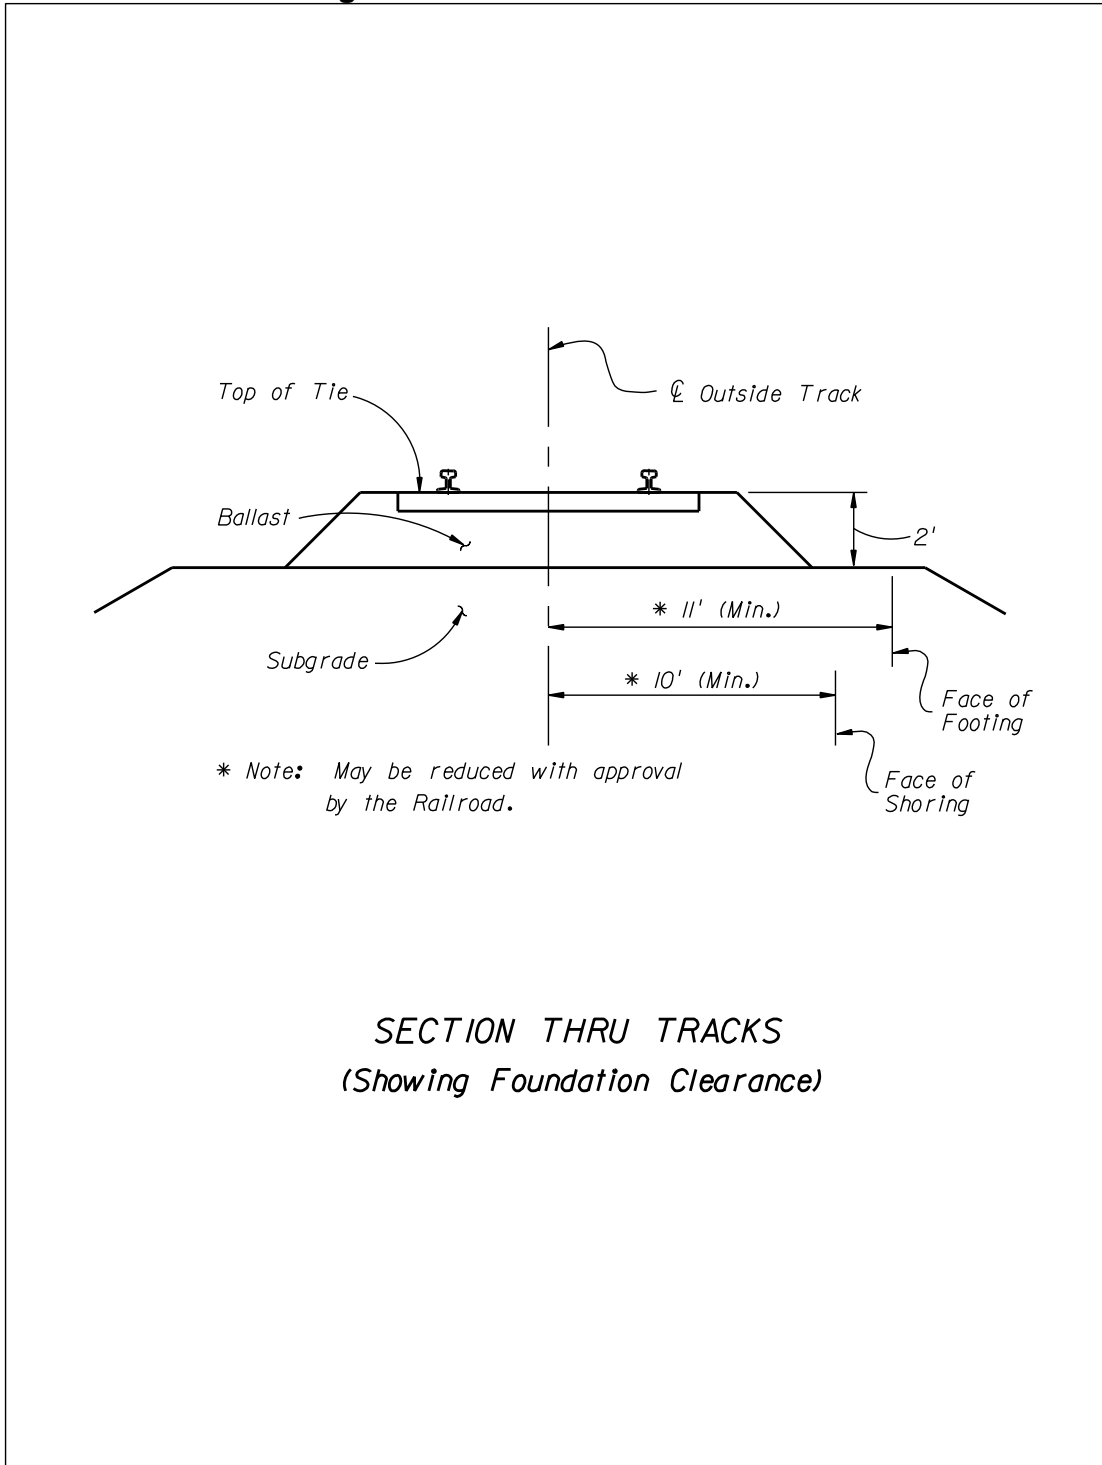 ℄ Outside Track
Top of Tie
Ballast
2'
* 11' (Min.)
Subgrade
* 10' (Min.)
Face of
Footing
* Note: May be reduced with approval
by the Railroad.
Face of
Shoring
SECTION THRU TRACKS
(Showing Foundation Clearance)